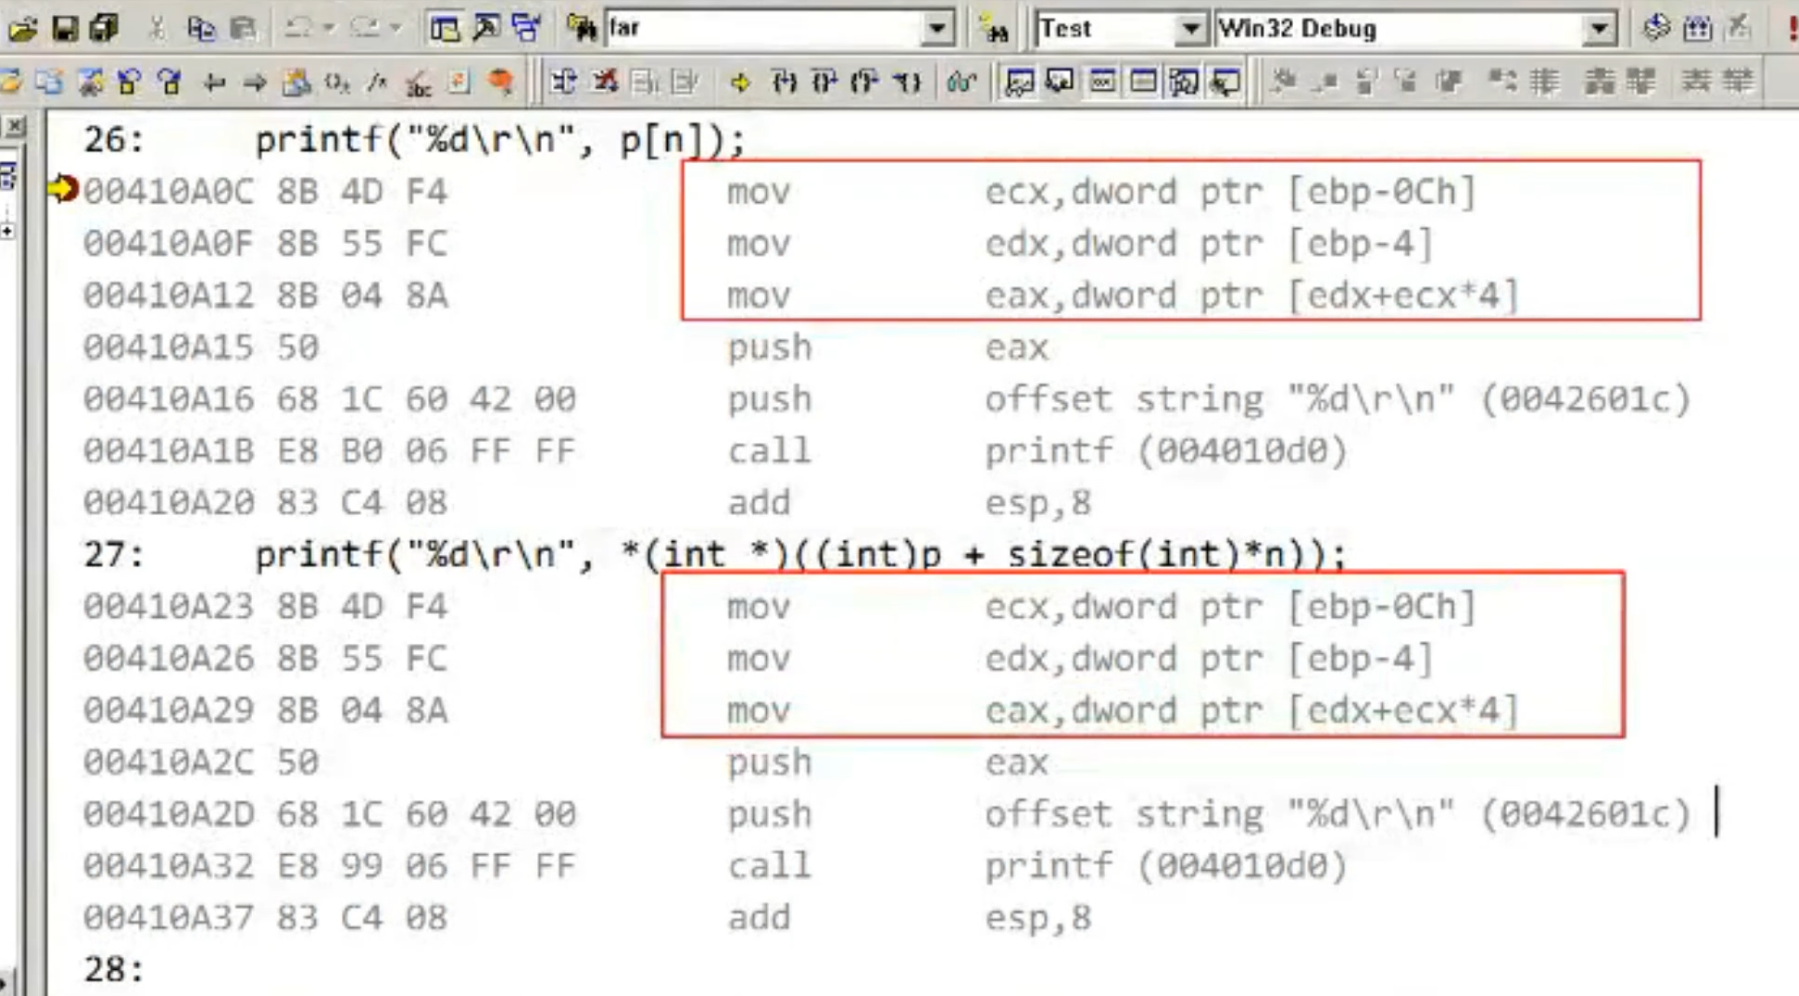 far Test Win32 Debug
26: printf("%d\r\n", p[n]);
00410A0C 8B 4D F4 mov ecx,dword ptr [ebp-0Ch]
00410A0F 8B 55 FC mov edx,dword ptr [ebp-4]
00410A12 8B 04 8A mov eax,dword ptr [edx+ecx*4]
00410A15 50 push eax
00410A16 68 1C 60 42 00 push offset string "%d\r\n" (0042601c)
00410A1B E8 B0 06 FF FF call printf (004010d0)
00410A20 83 C4 08 add esp,8
27: printf("%d\r\n", *(int *)((int)p + sizeof(int)*n));
00410A23 8B 4D F4 mov ecx,dword ptr [ebp-0Ch]
00410A26 8B 55 FC mov edx,dword ptr [ebp-4]
00410A29 8B 04 8A mov eax,dword ptr [edx+ecx*4]
00410A2C 50 push eax
00410A2D 68 1C 60 42 00 push offset string "%d\r\n" (0042601c)
00410A32 E8 99 06 FF FF call printf (004010d0)
00410A37 83 C4 08 add esp,8
28: